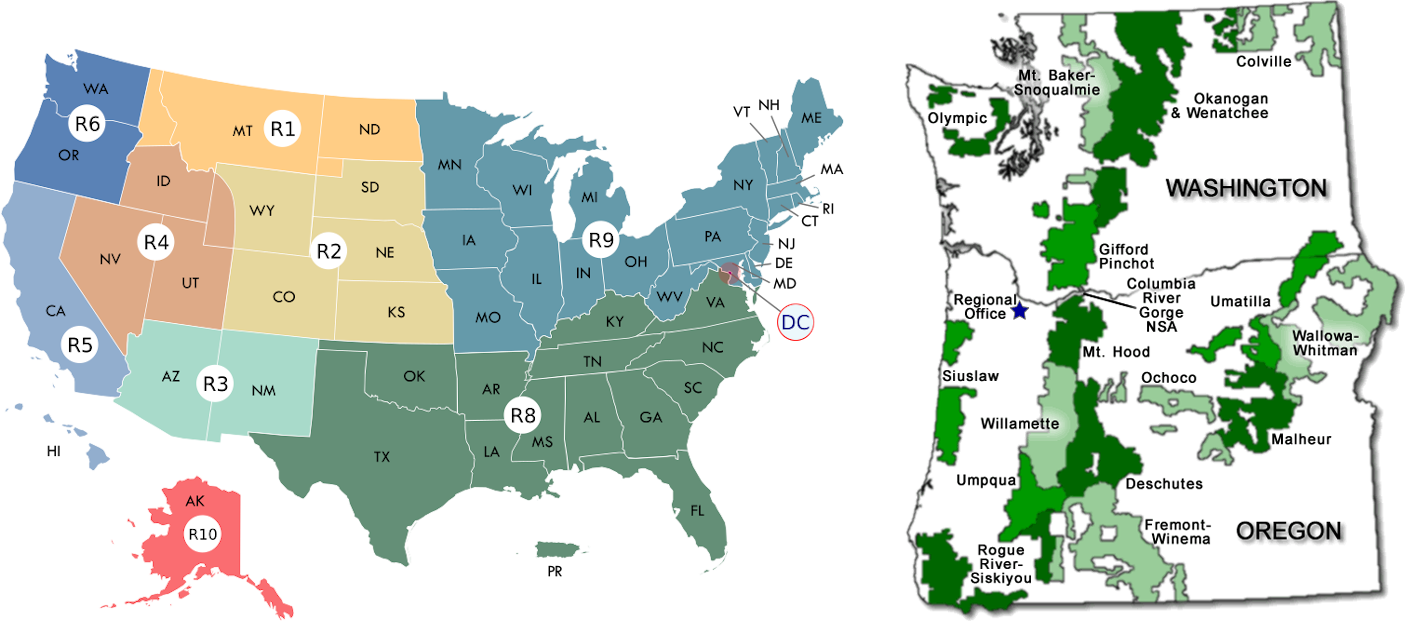 WA
R6
OR
MT
R1
ND
ID
R4
NV
UT
WY
SD
R2
NE
CO
KS
CA
R5
AZ
R3
NM
HI
AK
R10
MN
WI
MI
IA
R9
IL
IN
OH
MO
WV
PA
NY
VT
NH
ME
MA
RI
CT
NJ
DE
MD
DC
VA
KY
TN
NC
SC
OK
AR
R8
MS
AL
GA
LA
TX
FL
PR
Colville
Mt. Baker-
Snoqualmie
Okanogan
& Wenatchee
Olympic
WASHINGTON
Gifford
Pinchot
Columbia
River
Gorge
NSA
Regional
Office
Umatilla
Wallowa-
Whitman
Mt. Hood
Siuslaw
Ochoco
Willamette
Malheur
Umpqua
Deschutes
Fremont-
Winema
OREGON
Rogue
River-
Siskiyou